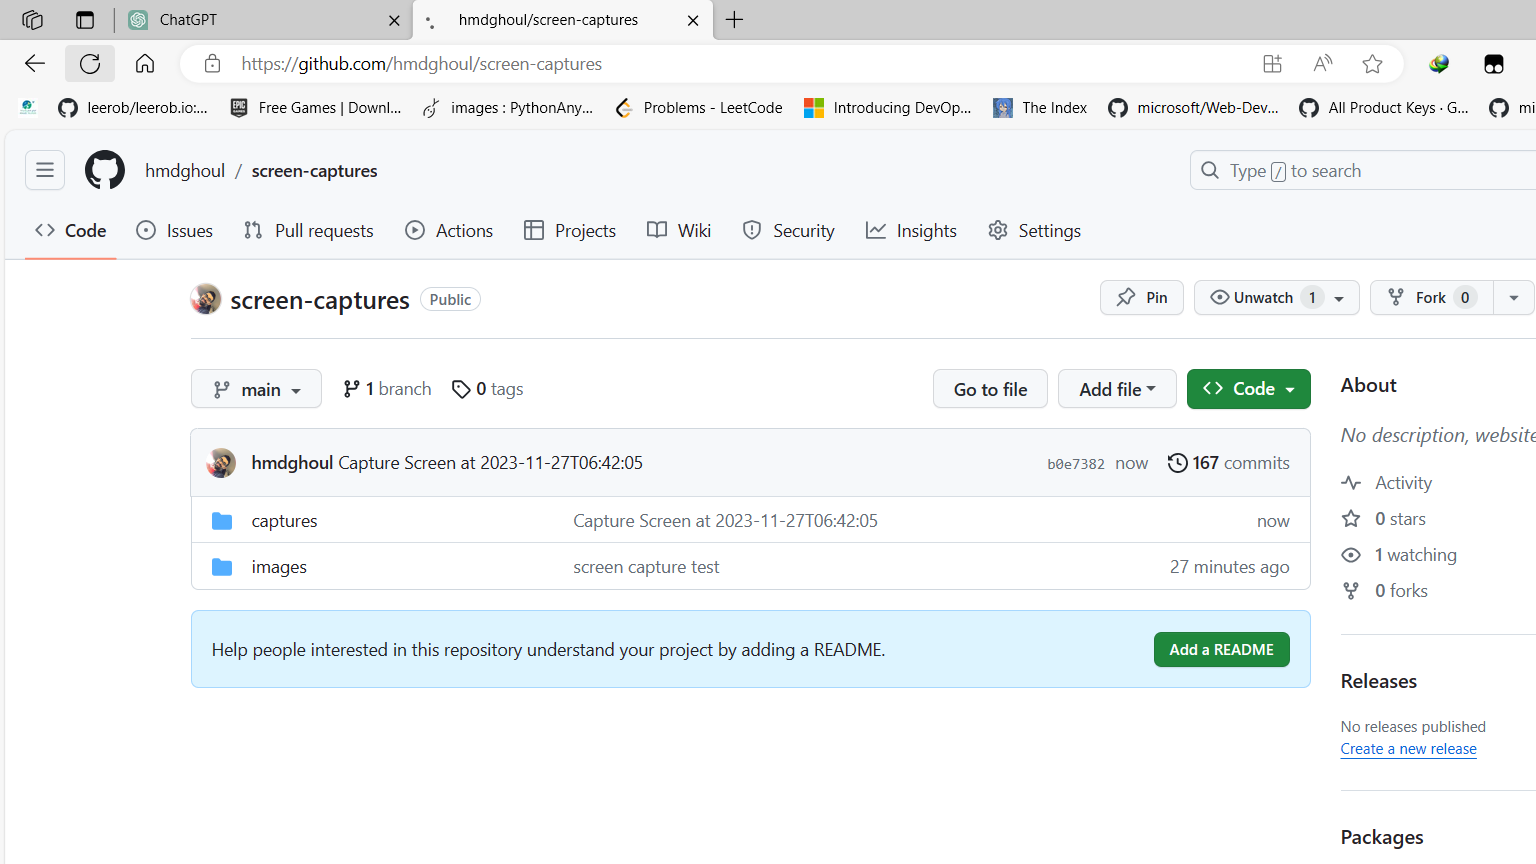 ChatGPT
hmdghoul/screen-captures
https://github.com/hmdghoul/screen-captures
leerob/leerob.io:...
EPIC GAMES
Free Games | Downl...
images : PythonAny...
Problems - LeetCode
Introducing DevOp...
The Index
microsoft/Web-Dev...
All Product Keys · G...
mi
hmdghoul / screen-captures
Type / to search
Code
Issues
Pull requests
Actions
Projects
Wiki
Security
Insights
Settings
screen-captures
Public
Pin
Unwatch 1
Fork 0
main
1 branch
0 tags
Go to file
Add file
Code
About
No description, website
hmdghoul Capture Screen at 2023-11-27T06:42:05
b0e7382 now
167 commits
captures
Capture Screen at 2023-11-27T06:42:05
now
images
screen capture test
27 minutes ago
Activity
0 stars
1 watching
0 forks
Help people interested in this repository understand your project by adding a README.
Add a README
Releases
No releases published
Create a new release
Packages